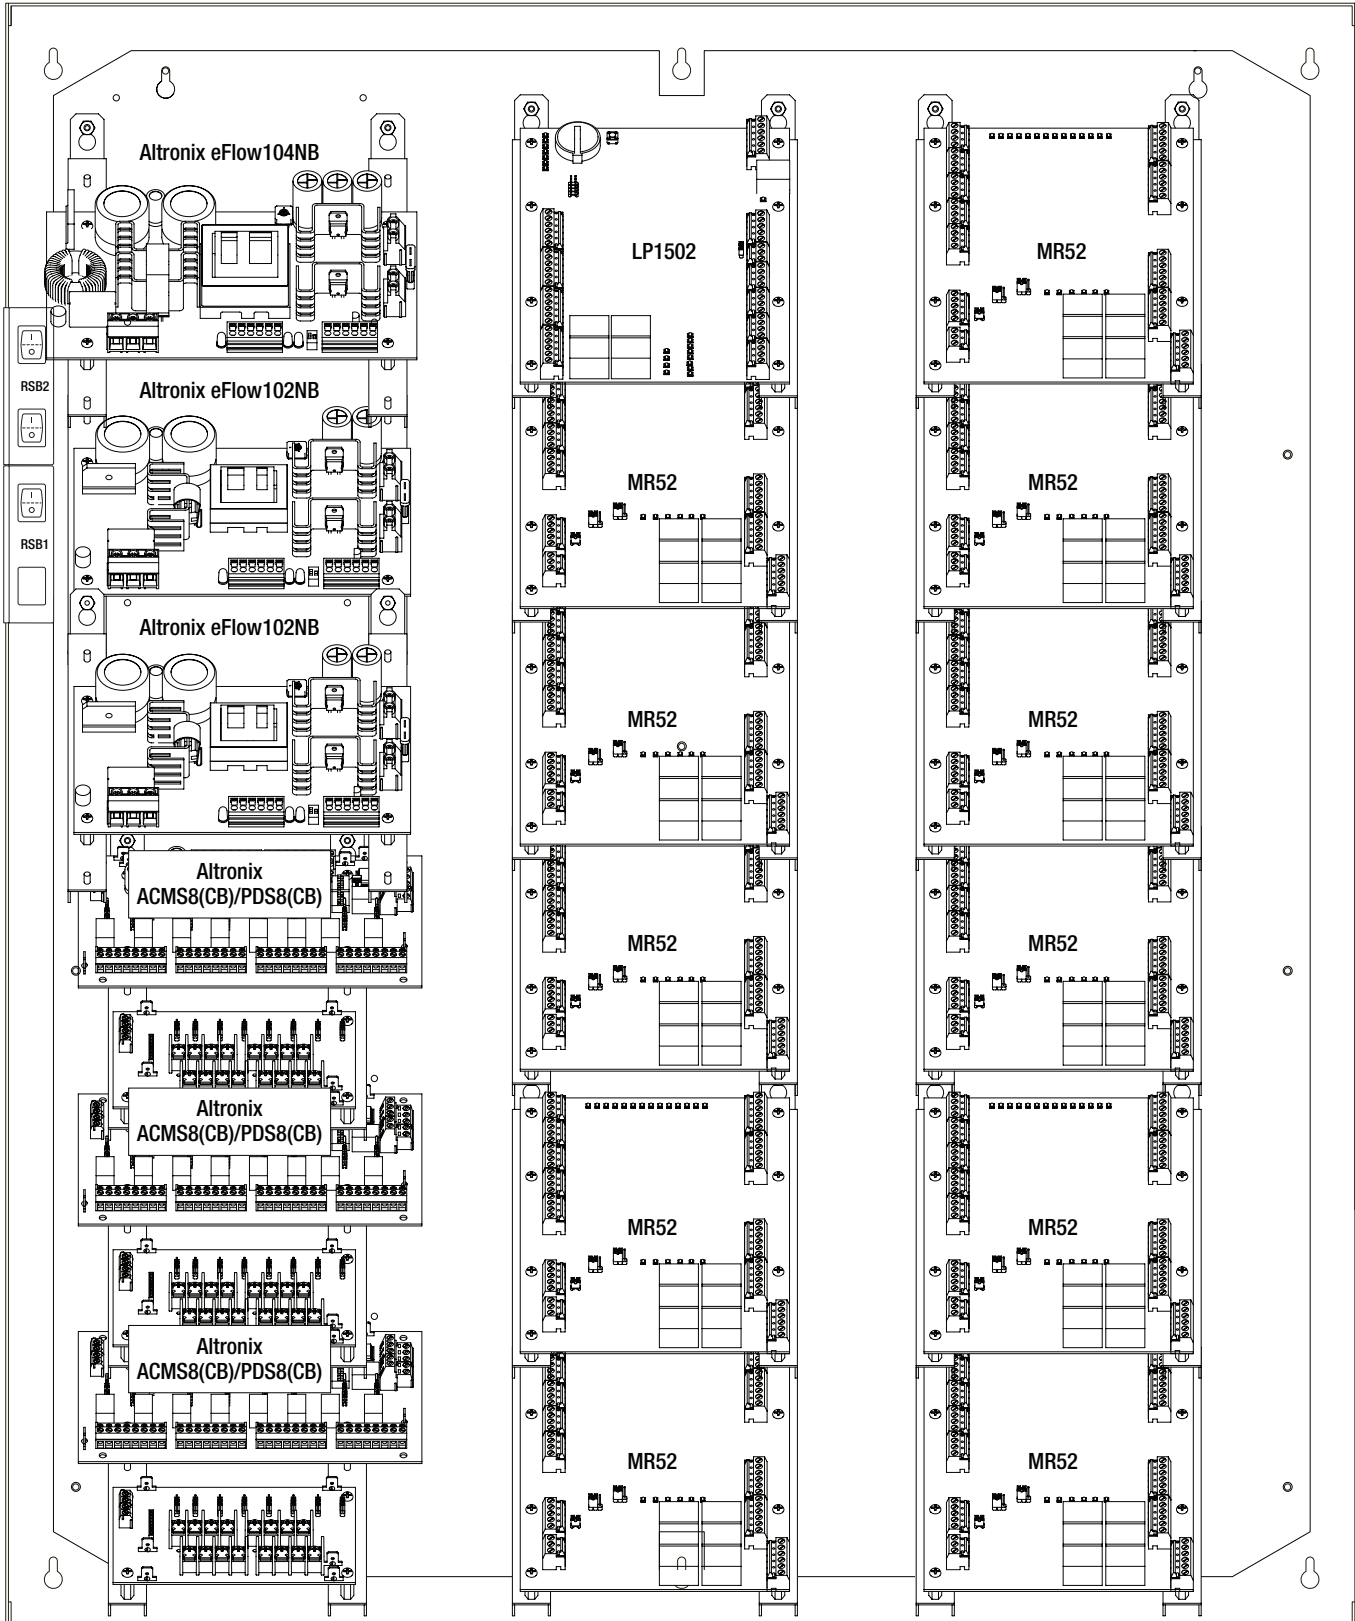 Altronix eFlow104NB
LP1502
MR52
RSB2
Altronix eFlow102NB
MR52
MR52
RSB1
Altronix eFlow102NB
MR52
MR52
Altronix
ACMS8(CB)/PDS8(CB)
MR52
MR52
Altronix
ACMS8(CB)/PDS8(CB)
MR52
MR52
Altronix
ACMS8(CB)/PDS8(CB)
MR52
MR52